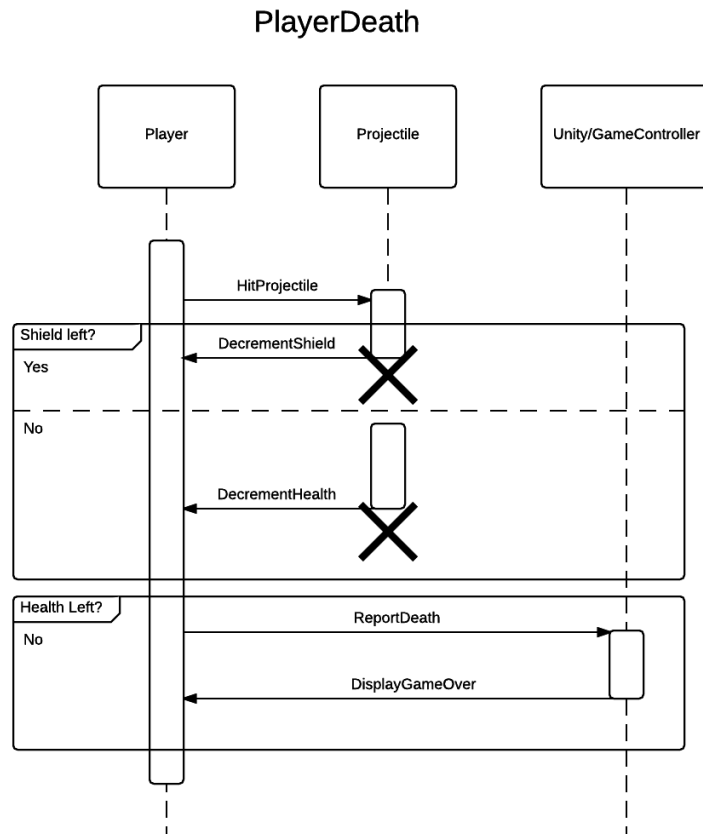 PlayerDeath
Player
Projectile
Unity/GameController
HitProjectile
Shield left?
DecrementShield
Yes
No
DecrementHealth
Health Left?
ReportDeath
No
DisplayGameOver